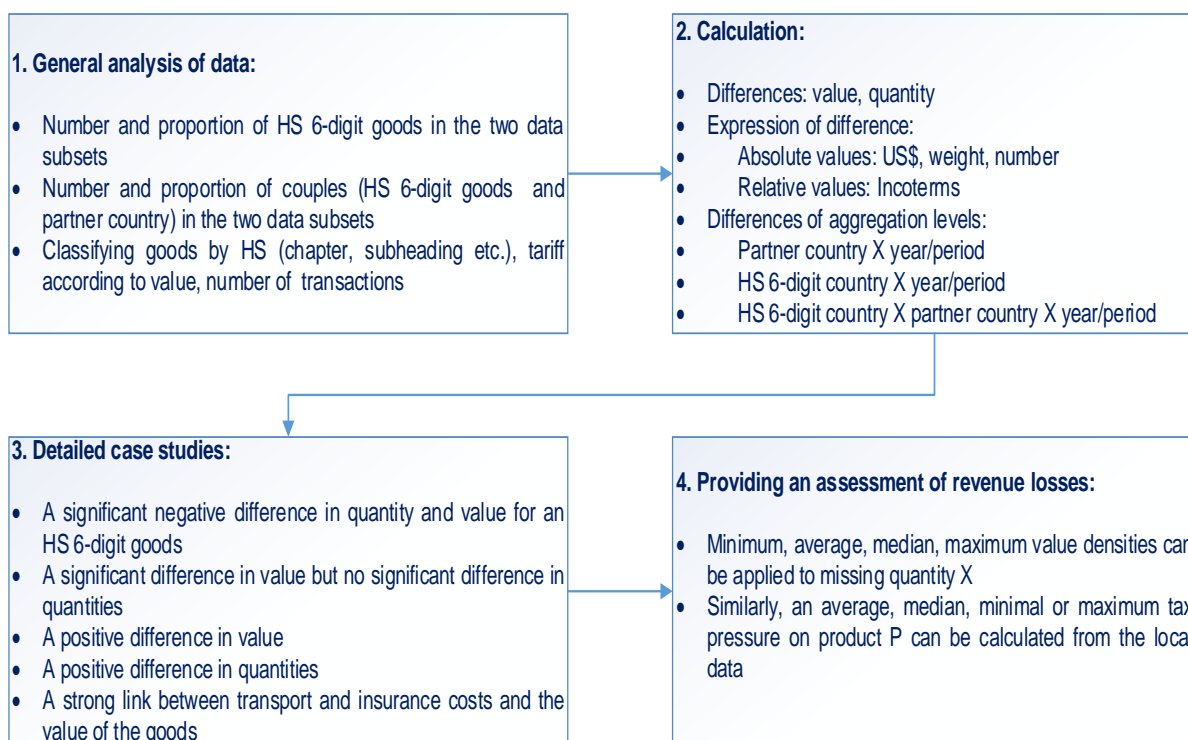 1. General analysis of data:
• Number and proportion of HS 6-digit goods in the two data
subsets
• Number and proportion of couples (HS 6-digit goods and
partner country) in the two data subsets
• Classifying goods by HS (chapter, subheading etc.), tariff
according to value, number of transactions
2. Calculation:
• Differences: value, quantity
• Expression of difference:
• Absolute values: US$, weight, number
• Relative values: Incoterms
• Differences of aggregation levels:
• Partner country X year/period
• HS 6-digit country X year/period
• HS 6-digit country X partner country X year/period
3. Detailed case studies:
• A significant negative difference in quantity and value for an
HS 6-digit goods
• A significant difference in value but no significant difference in
quantities
• A positive difference in value
• A positive difference in quantities
• A strong link between transport and insurance costs and the
value of the goods
4. Providing an assessment of revenue losses:
• Minimum, average, median, maximum value densities can
be applied to missing quantity X
• Similarly, an average, median, minimal or maximum tax
pressure on product P can be calculated from the loca
data